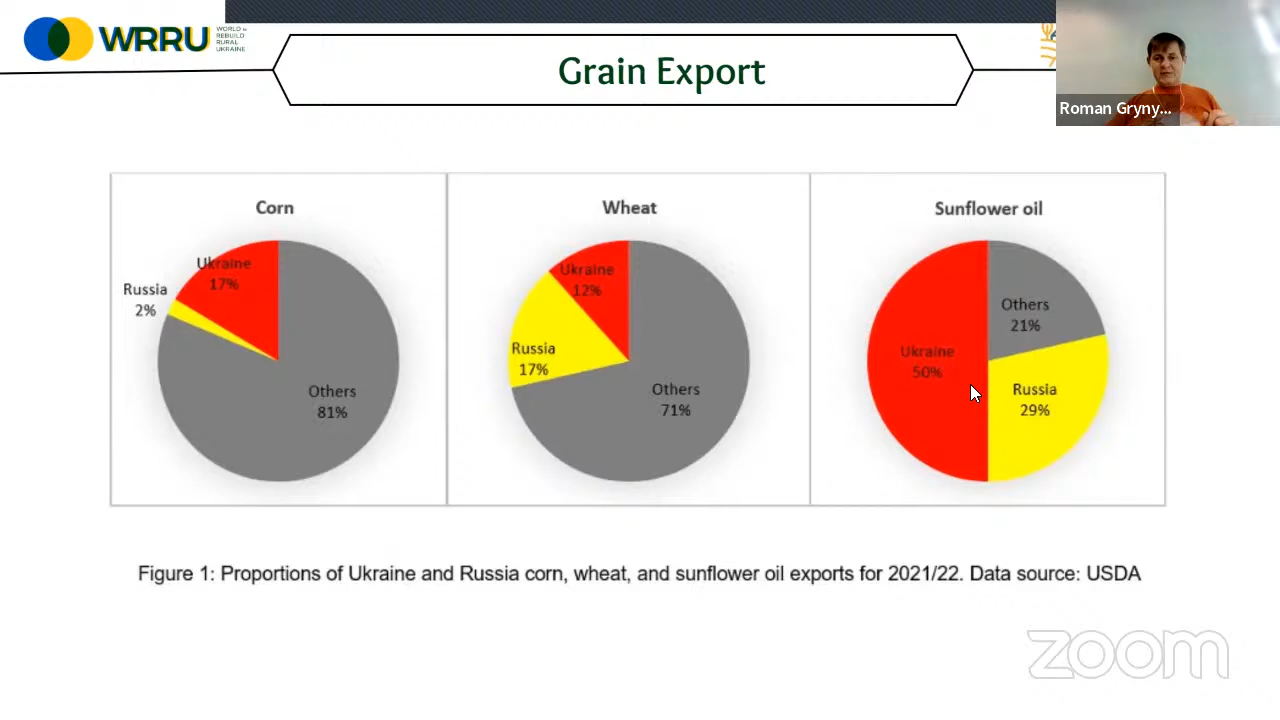 WRRU
WORLD to
REBUILD
RURAL
UKRAINE
Grain Export
Roman Gryny...
Corn
Ukraine
17%
Russia
2%
Others
81%
Wheat
Ukraine
12%
Russia
17%
Others
71%
Sunflower oil
Others
21%
Ukraine
50%
Russia
29%
Figure 1: Proportions of Ukraine and Russia corn, wheat, and sunflower oil exports for 2021/22. Data source: USDA
zoom